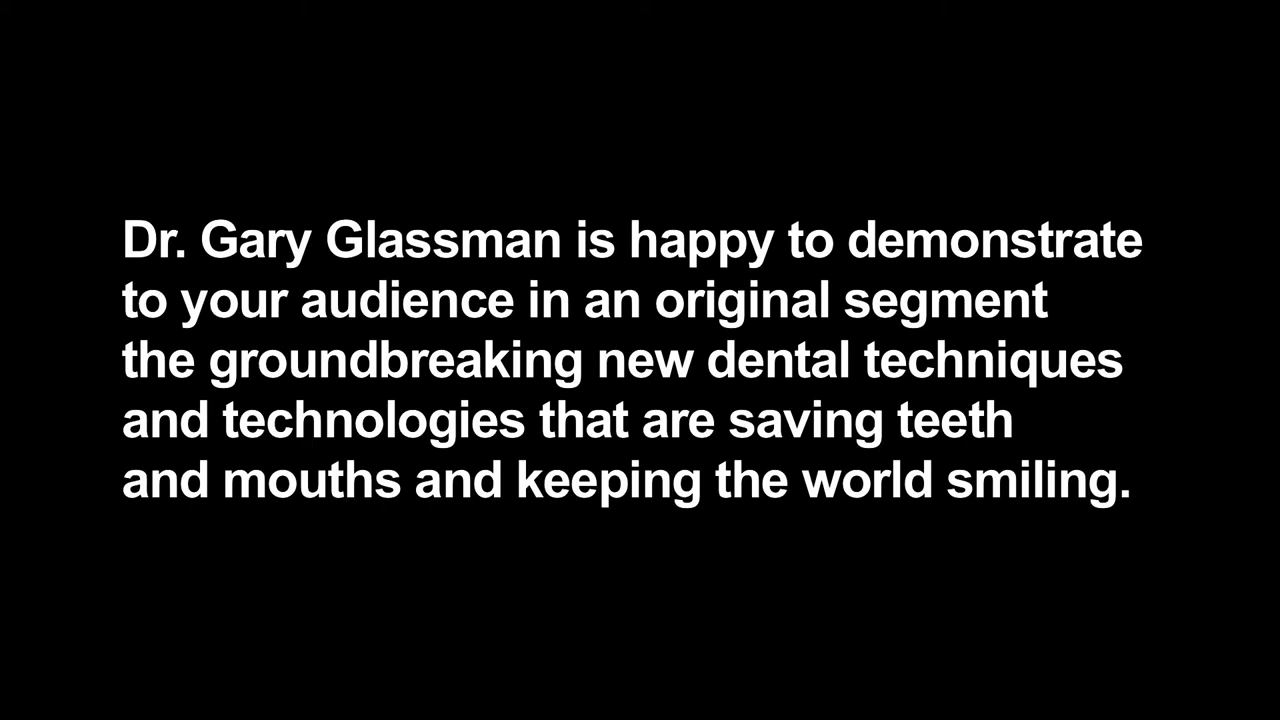 Dr. Gary Glassman is happy to demonstrate
to your audience in an original segment
the groundbreaking new dental techniques
and technologies that are saving teeth
and mouths and keeping the world smiling.